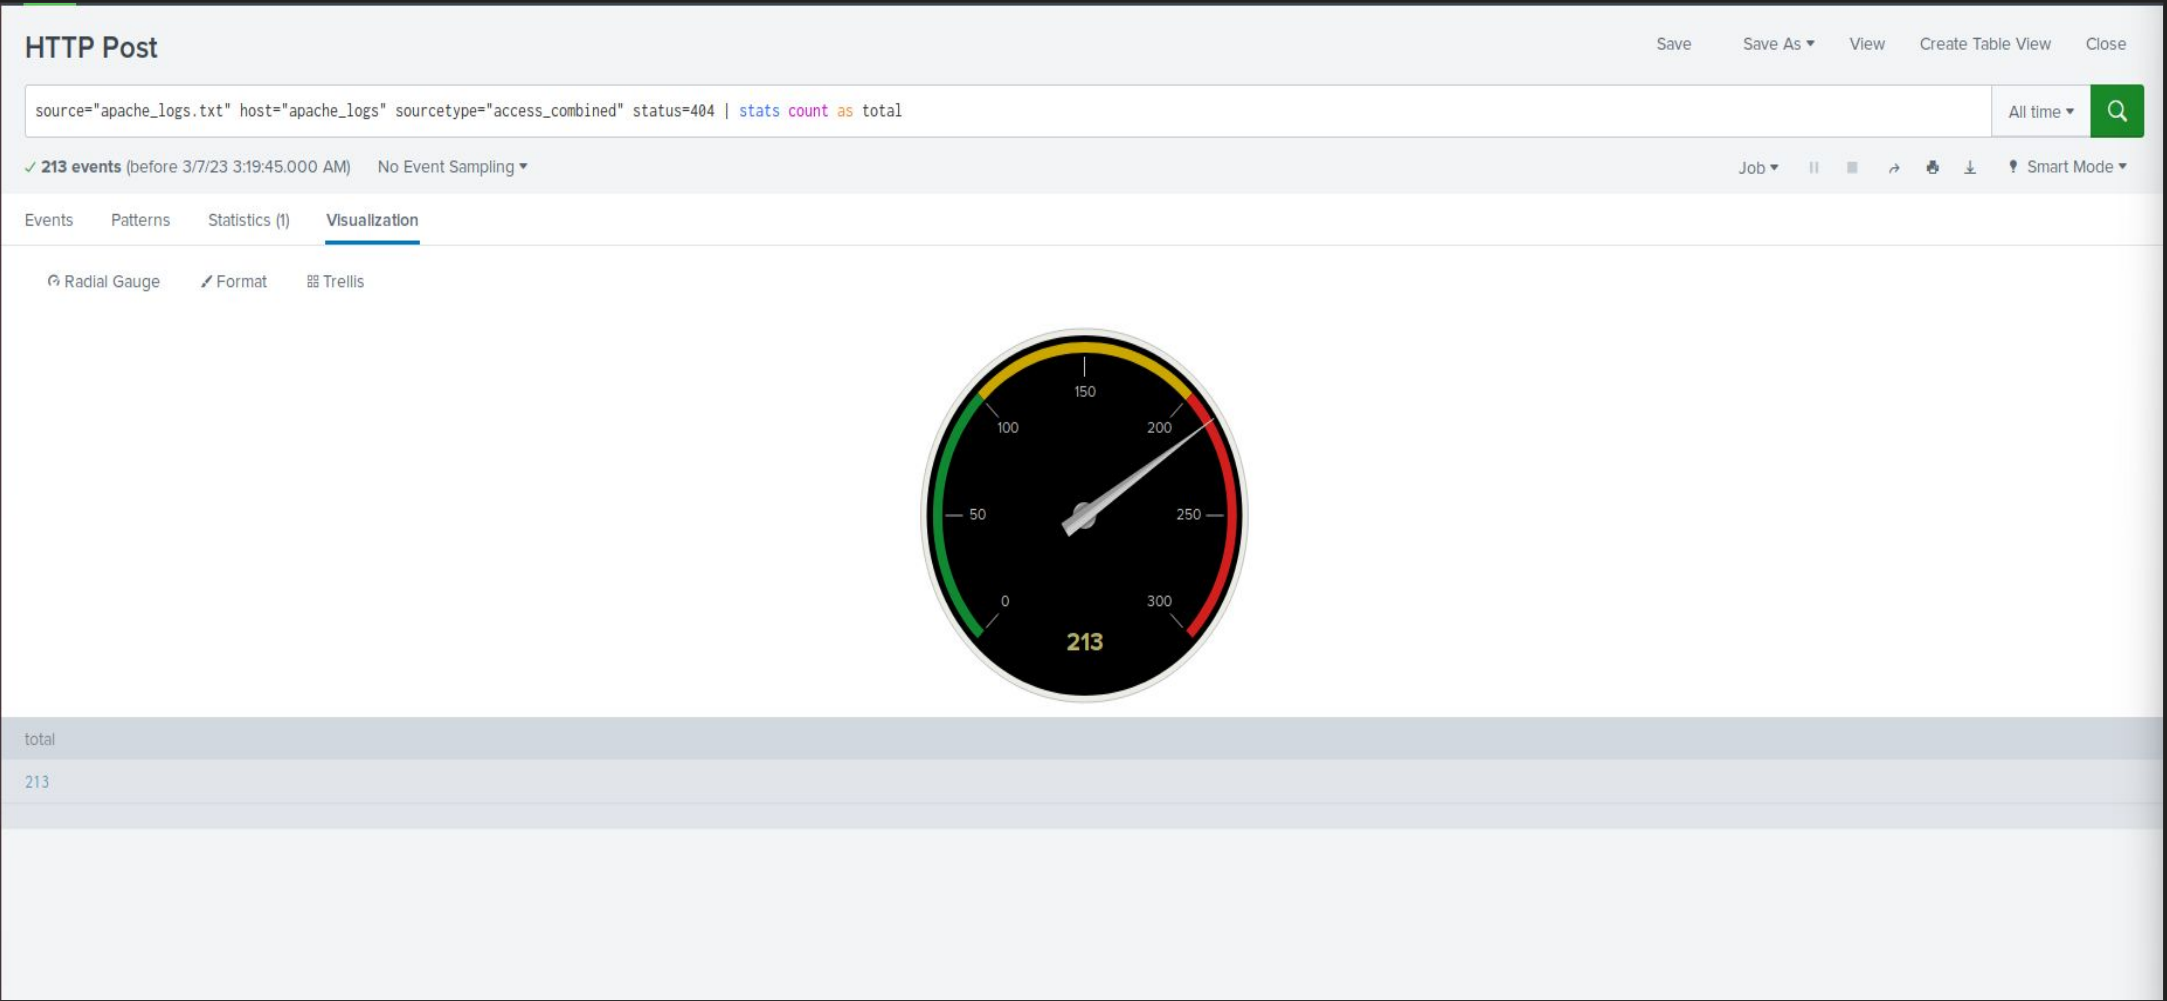 HTTP Post
Save Save As View Create Table View Close
source="apache_logs.txt" host="apache_logs" sourcetype="access_combined" status=404 | stats count as total
All time
213 events (before 3/7/23 3:19:45.000 AM) No Event Sampling
Job Smart Mode
Events Patterns Statistics (1) Visualization
Radial Gauge Format Trellis
150
100 200
50 250
0 300
213
total
213